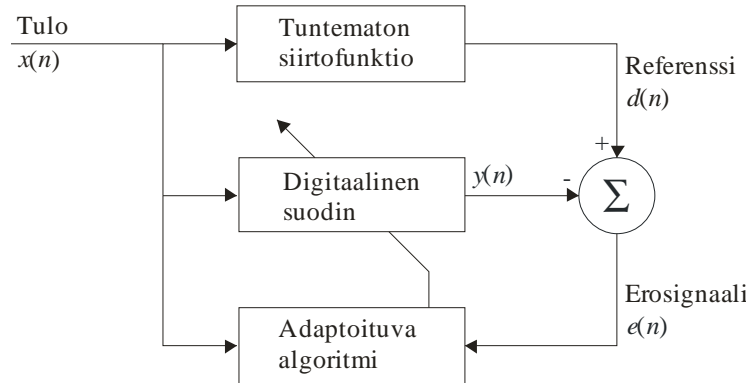 Tulo
x(n)
Tuntematon
siirtofunktio
Referenssi
d(n)
+
-
Digitaalinen
suodin
y(n)
Σ
Adaptoituva
algoritmi
Erosignaali
e(n)